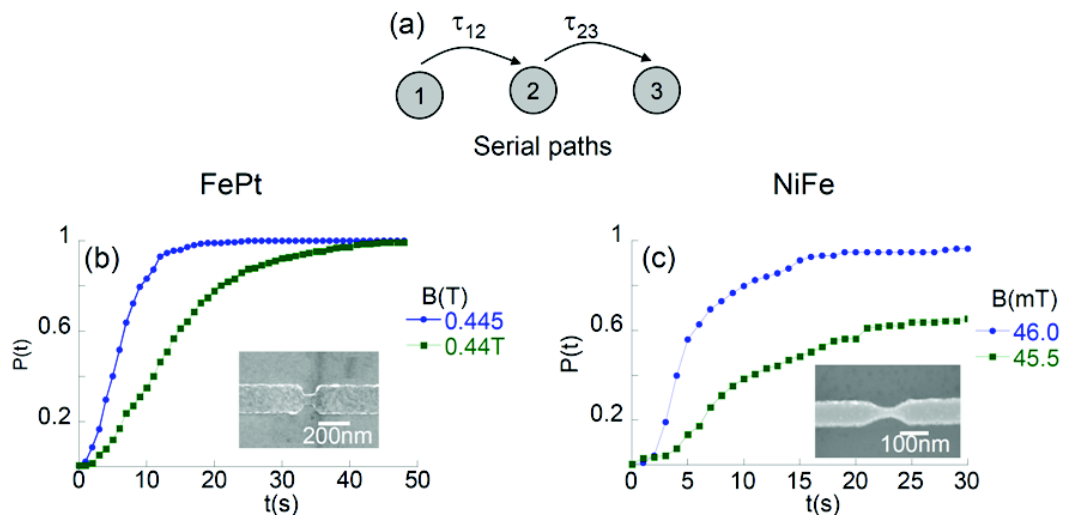 (a)
τ12
τ23
1
2
3
Serial paths
FePt
NiFe
(b)
P(t)
1
0.6
0.2
0
10
20
30
40
50
t(s)
B(T)
0.445
0.44T
200nm
(c)
P(t)
1
0.6
0.2
0
5
10
15
20
25
30
t(s)
B(mT)
46.0
45.5
100nm